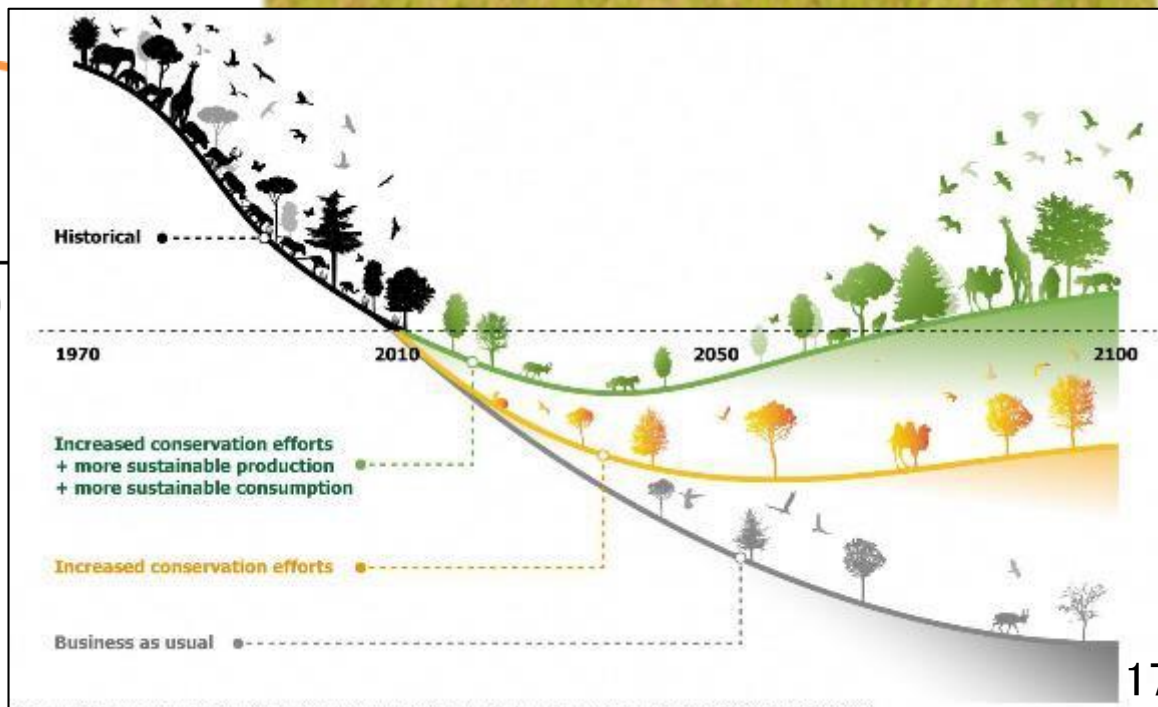 Historical
1970 2010 2050 2100
Increased conservation efforts
+ more sustainable production
+ more sustainable consumption
Increased conservation efforts
Business as usual
17